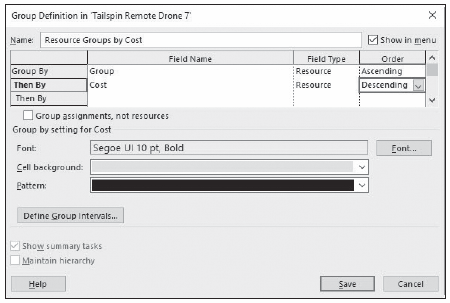 Group Definition in 'Tailspin Remote Drone 7'
Name: Resource Groups by Cost Show in menu
Field Name Field Type Order
Group By Group Resource Ascending
Then By Cost Resource Descending
Then By
Group assignments, not resources
Group by setting for Cost
Font: Segoe UI 10 pt, Bold Font...
Cell background:
Pattern:
Define Group Intervals...
Show summary tasks
Maintain hierarchy
Help Save Cancel